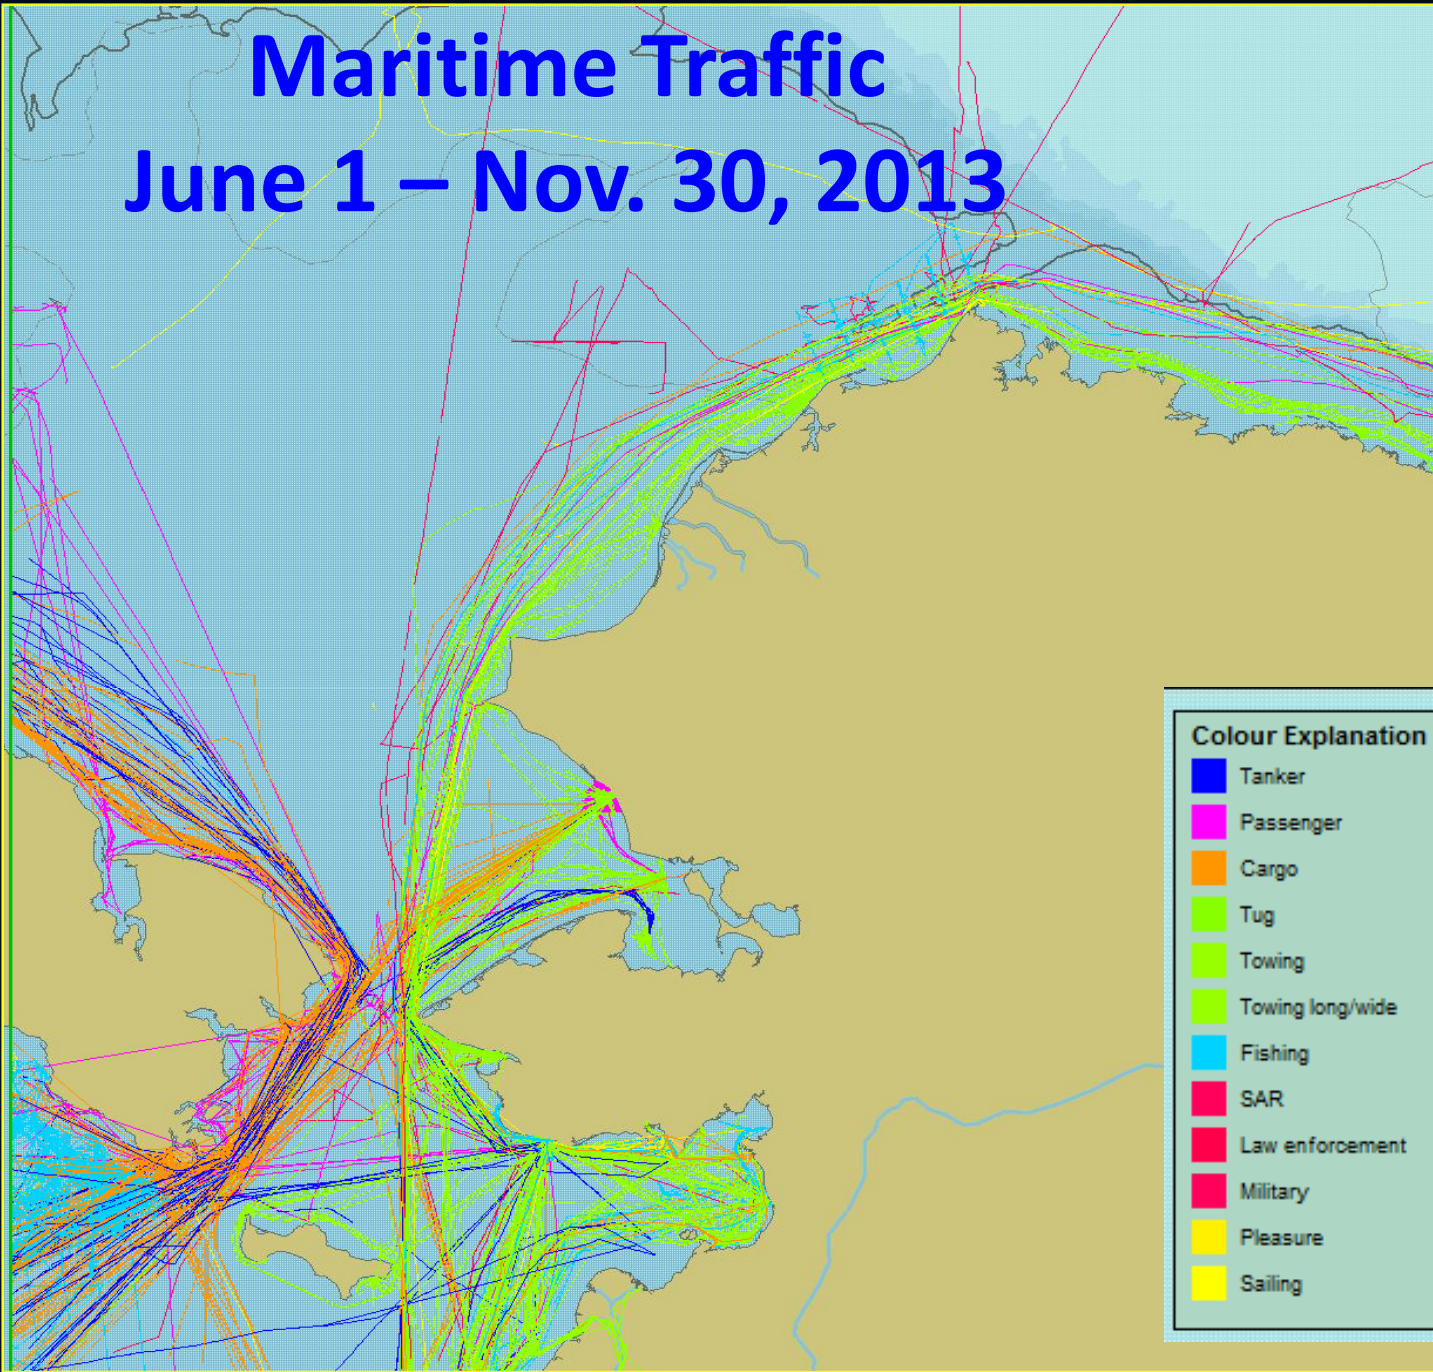 Maritime Traffic
June 1 – Nov. 30, 2013
Colour Explanation
Tanker
Passenger
Cargo
Tug
Towing
Towing long/wide
Fishing
SAR
Law enforcement
Military
Pleasure
Sailing